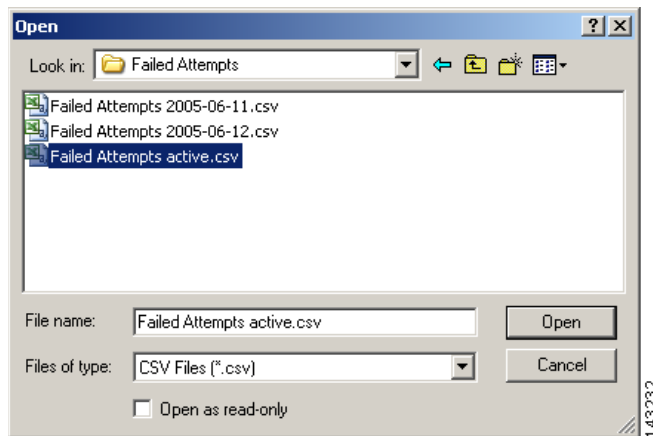 Open
Look in: Failed Attempts
Failed Attempts 2005-06-11.csv
Failed Attempts 2005-06-12.csv
Failed Attempts active.csv
File name: Failed Attempts active.csv Open
Files of type: CSV Files (*.csv) Cancel
Open as read-only
143232